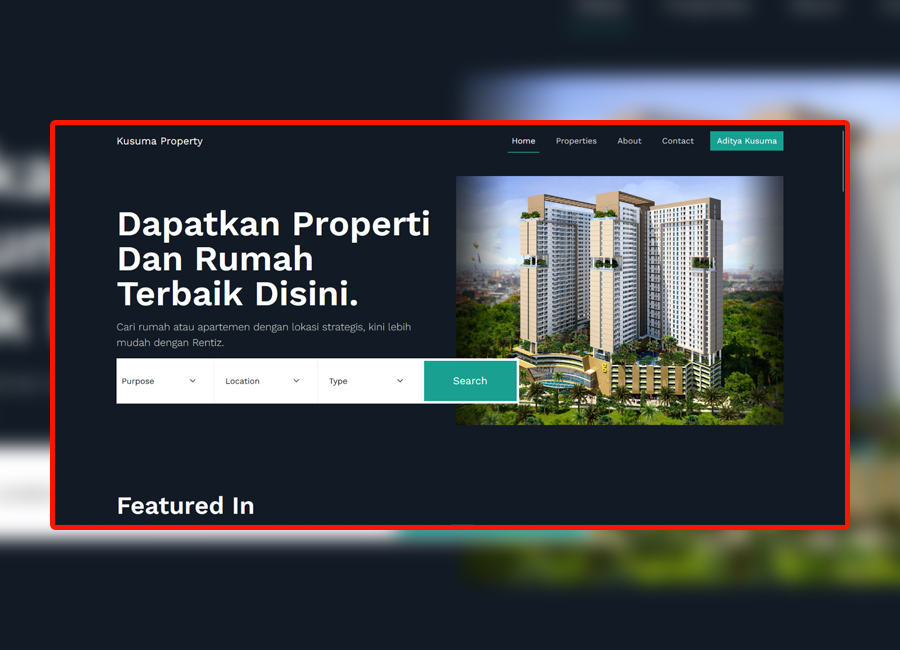 Kusuma Property
Home Properties About Contact Aditya Kusuma
Dapatkan Properti
Dan Rumah
Terbaik Disini.
Cari rumah atau apartemen dengan lokasi strategis, kini lebih
mudah dengan Rentiz.
Purpose Location Type Search
Featured In